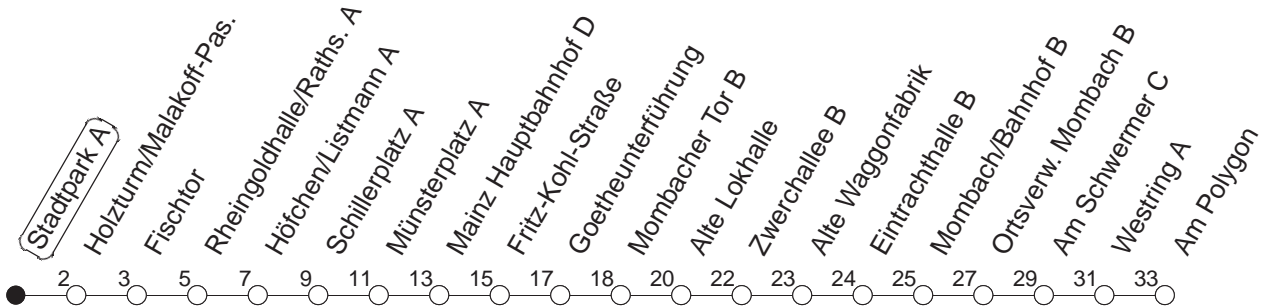 Stadtpark A
Holzturm/Malakoff-Pas.
Fischtor
Rheingoldhalle/Raths. A
Höfchen/Listmann A
Schillerplatz A
Münsterplatz A
Mainz Hauptbahnhof D
Fritz-Kohl-Straße
Goetheunterführung
Mombacher Tor B
Alte Lokhalle
Zwerchallee B
Alte Waggonfabrik
Eintrachthalle B
Mombach/Bahnhof B
Ortsverw. Mombach B
Am Schwermer C
Westring A
Am Polygon
2 3 5 7 9 11 13 15 17 18 20 22 23 24 25 27 29 31 33